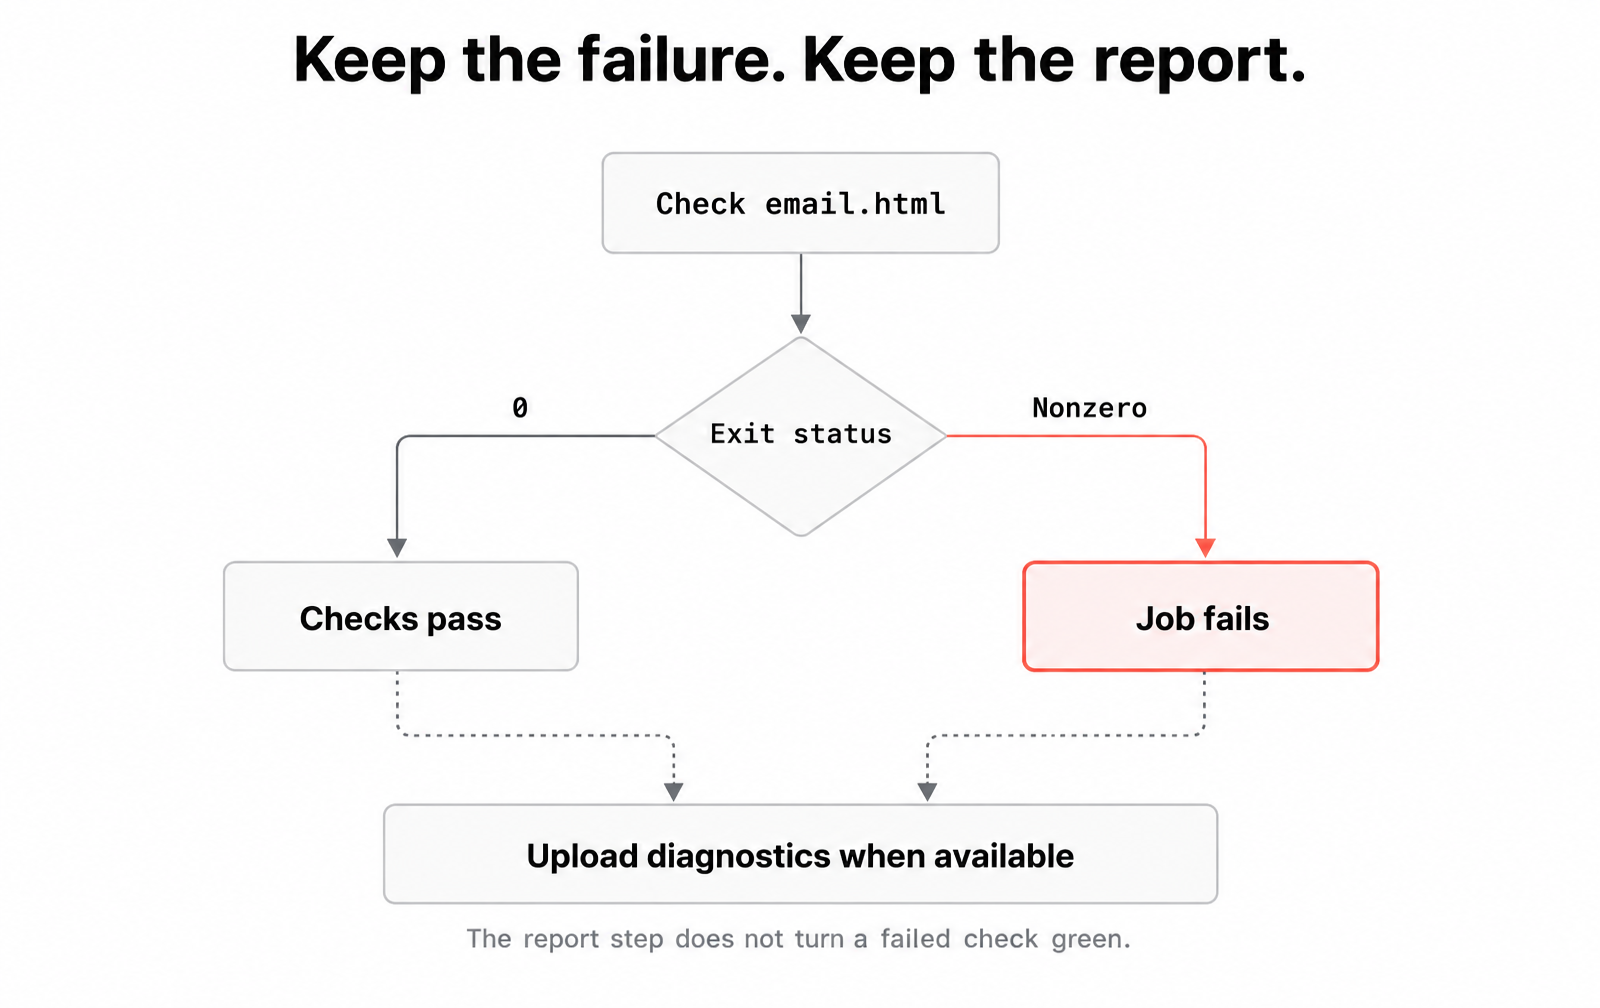 Keep the failure. Keep the report.
Check email.html
Exit status
0
Nonzero
Checks pass
Job fails
Upload diagnostics when available
The report step does not turn a failed check green.